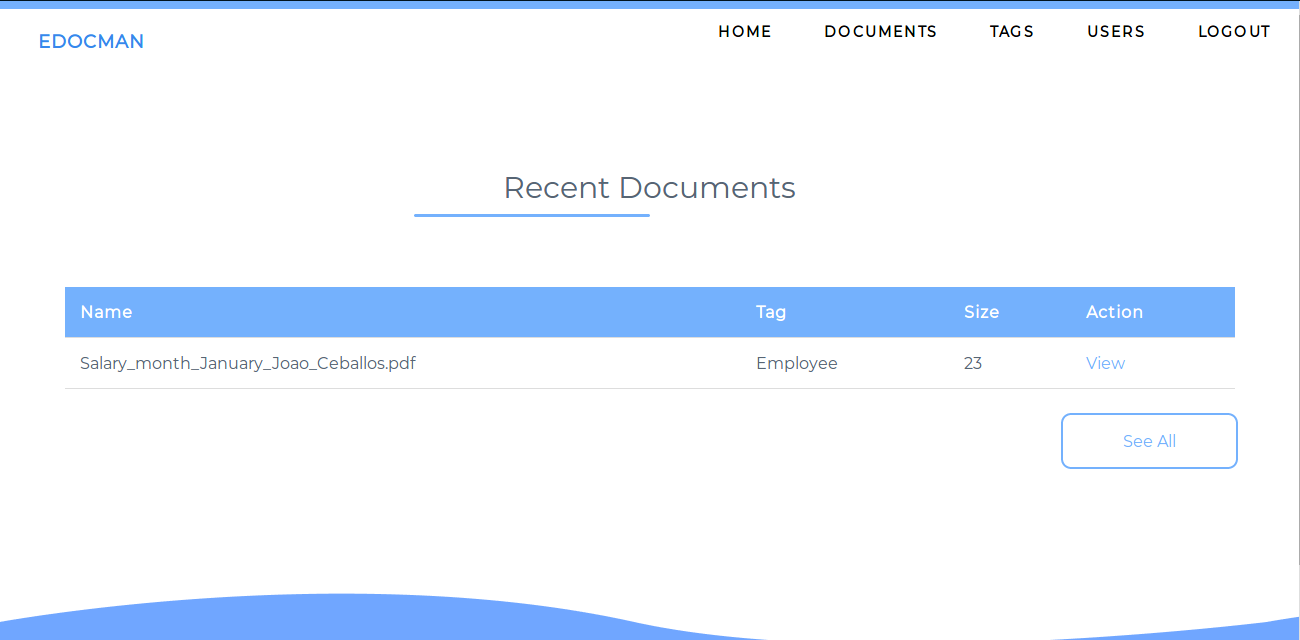 EDOCMAN
HOME DOCUMENTS TAGS USERS LOGOUT
Recent Documents
Name Tag Size Action
Salary_month_January_Joao_Ceballos.pdf Employee 23 View
See All